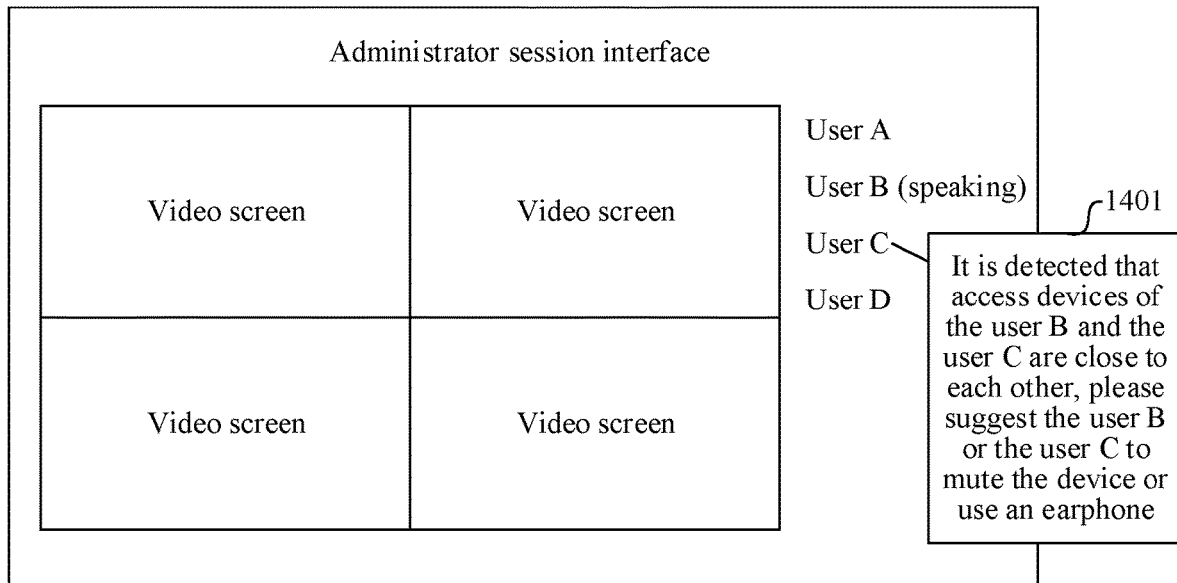 Administrator session interface
Video screen
Video screen
Video screen
Video screen
User A
User B (speaking)
User C
User D
1401
It is detected that
access devices of
the user B and the
user C are close to
each other, please
suggest the user B
or the user C to
mute the device or
use an earphone